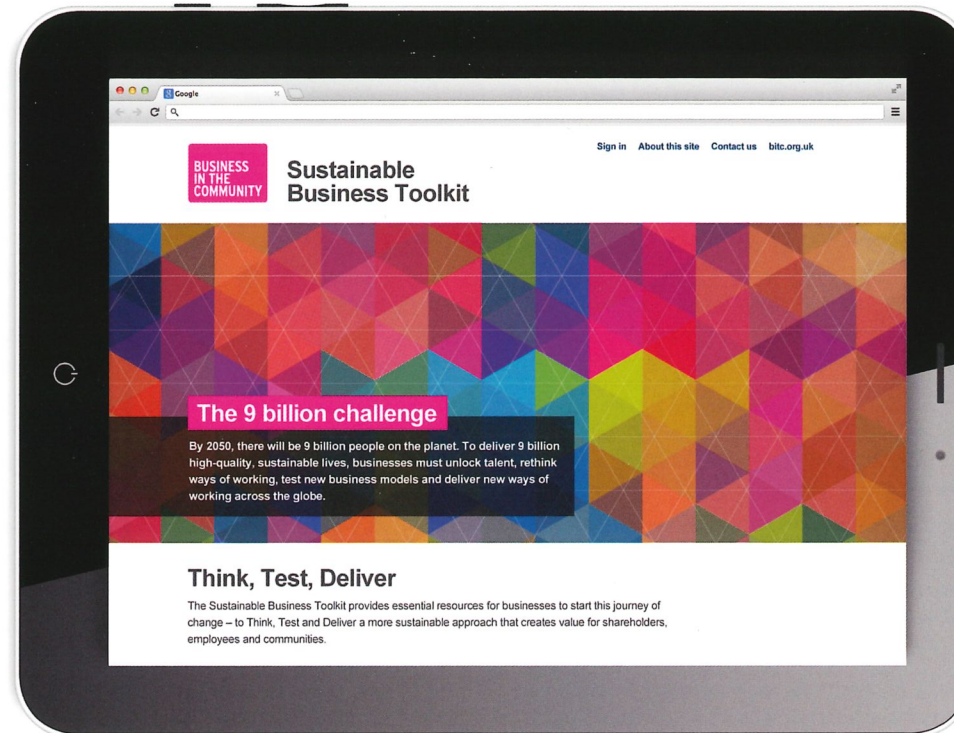 Google
Sign in About this site Contact us bitc.org.uk
BUSINESS
IN THE
COMMUNITY
Sustainable
Business Toolkit
The 9 billion challenge
By 2050, there will be 9 billion people on the planet. To deliver 9 billion
high-quality, sustainable lives, businesses must unlock talent, rethink
ways of working, test new business models and deliver new ways of
working across the globe.
Think, Test, Deliver
The Sustainable Business Toolkit provides essential resources for businesses to start this journey of
change – to Think, Test and Deliver a more sustainable approach that creates value for shareholders,
employees and communities.